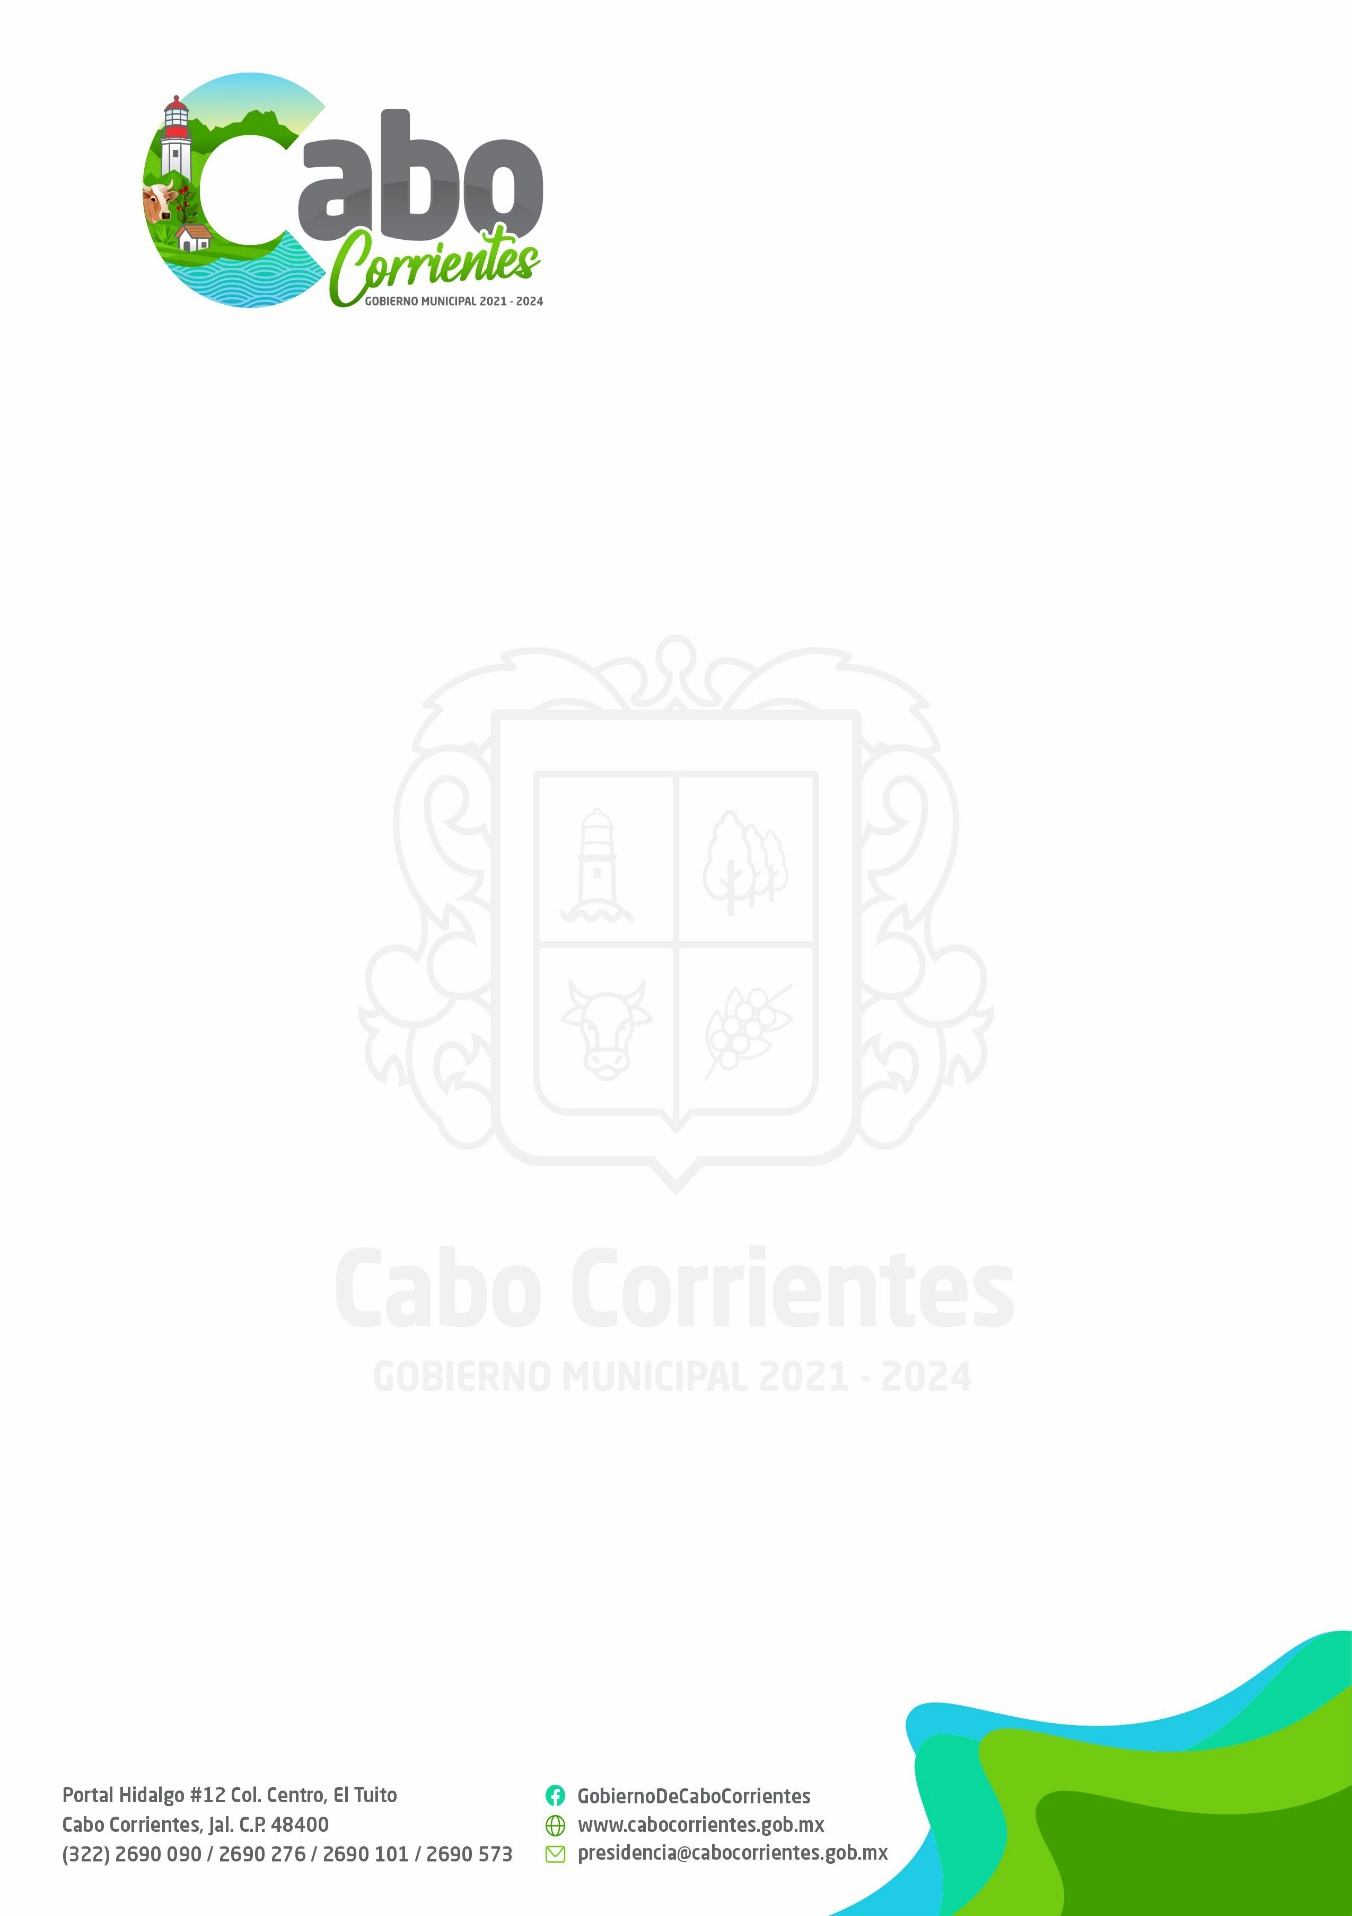 Cabo
Corrientes
GOBIERNO MUNICIPAL 2021 - 2024
Cabo Corrientes
GOBIERNO MUNICIPAL 2021 - 2024
Portal Hidalgo #12 Col. Centro, El Tuito
Cabo Corrientes, Jal. C.P. 48400
(322) 2690 090 / 2690 276 / 2690 101 / 2690 573
GobiernoDeCaboCorrientes
www.cabocorrientes.gob.mx
presidencia@cabocorrientes.gob.mx